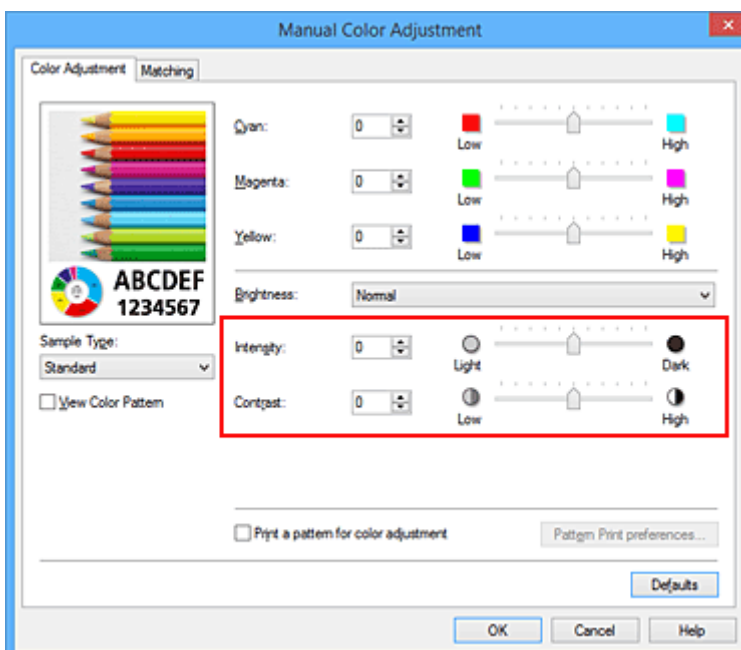 Manual Color Adjustment
Color Adjustment
Matching
Cyan: 0 Low High
Magenta: 0 Low High
Yellow: 0 Low High
ABCDEF
1234567
Brightness: Normal
Sample Type:
Standard
View Color Pattern
Intensity: 0 Light Dark
Contrast: 0 Low High
Print a pattern for color adjustment
Pattern Print preferences...
Defaults
OK Cancel Help